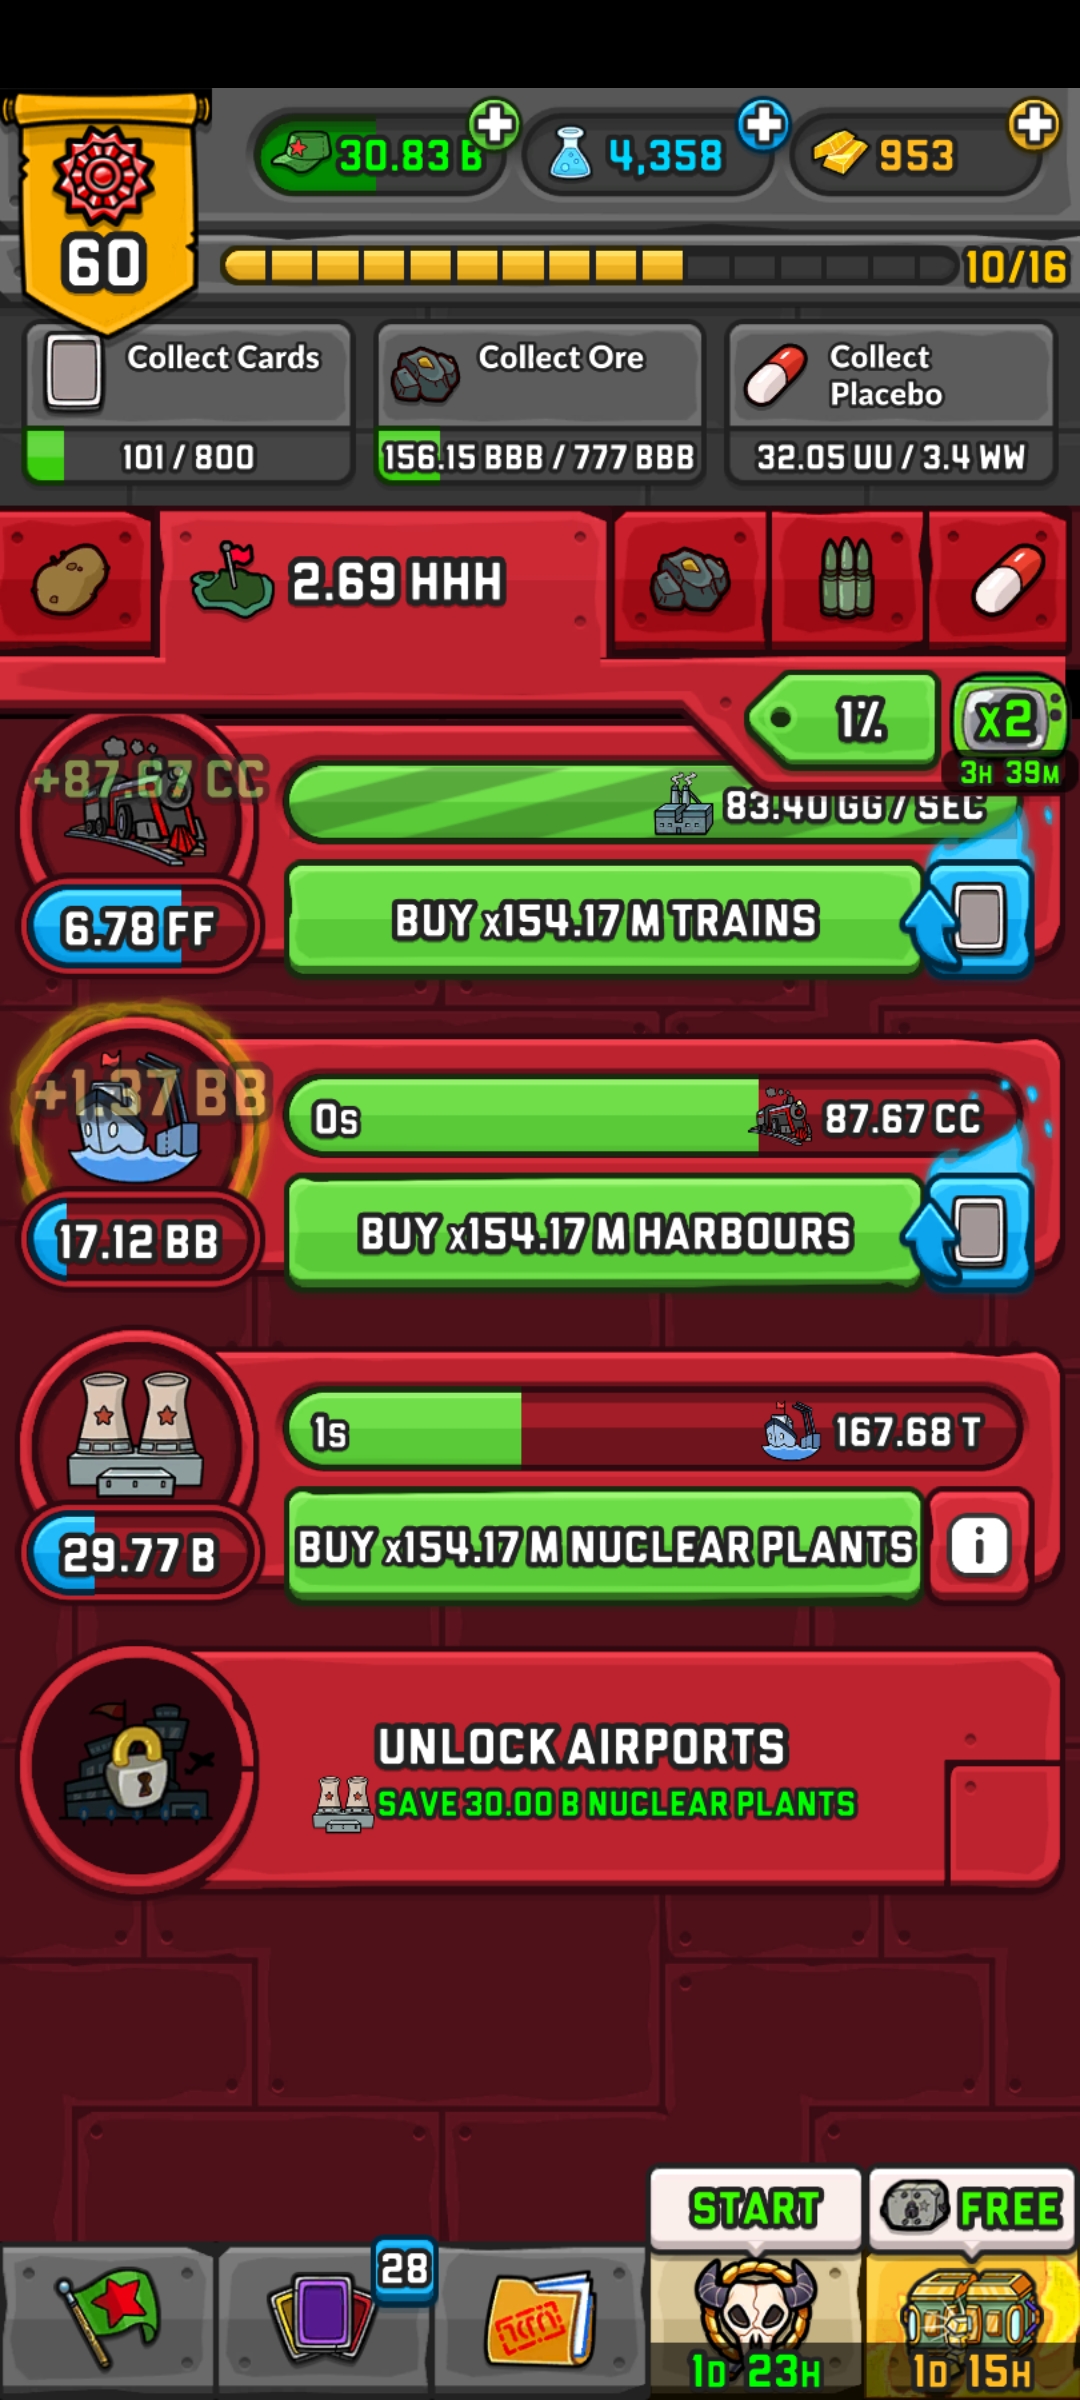 30.83 B
4,358
953
60
10/16
Collect Cards
101 / 800
Collect Ore
156.15 BBB / 777 BBB
Collect
Placebo
32.05 UU / 3.4 WW
2.69 HHH
1%
x2
3H 39M
+87.67 CC
83.40 GG / SEC
6.78 FF
BUY x154.17 M TRAINS
+1.37 BB
0s
87.67 CC
17.12 BB
BUY x154.17 M HARBOURS
1s
167.68 T
29.77 B
BUY x154.17 M NUCLEAR PLANTS
i
UNLOCK AIRPORTS
SAVE 30.00 B NUCLEAR PLANTS
START
FREE
28
1D 23H
1D 15H